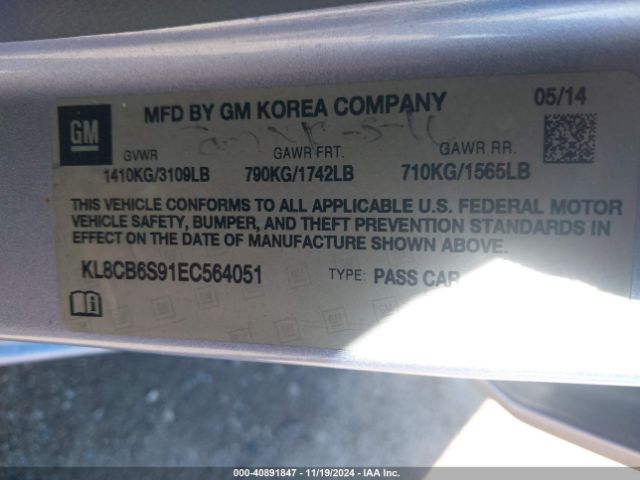 MFD BY GM KOREA COMPANY
05/14
GM
GVWR
GAWR FRT.
GAWR RR.
1410KG/3109LB
790KG/1742LB
710KG/1565LB
THIS VEHICLE CONFORMS TO ALL APPLICABLE U.S. FEDERAL MOTOR
VEHICLE SAFETY, BUMPER, AND THEFT PREVENTION STANDARDS IN
EFFECT ON THE DATE OF MANUFACTURE SHOWN ABOVE.
KL8CB6S91EC564051
TYPE: PASS CAR
000-40891847 - 11/19/2024 - IAA Inc.